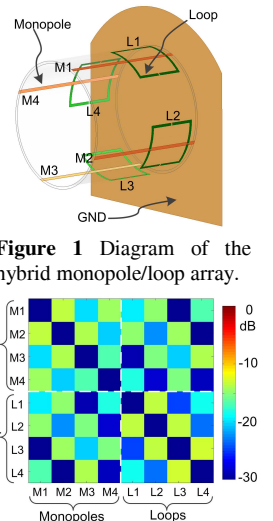 Monopole
Loop
L1
M1
M4
L4
L2
M2
M3
L3
GND
Figure 1 Diagram of the
hybrid monopole/loop array.
M1
M2
M3
M4
L1
L2
L3
L4
M1 M2 M3 M4 L1 L2 L3 L4
Monopoles Loops
0
dB
-10
-20
-30